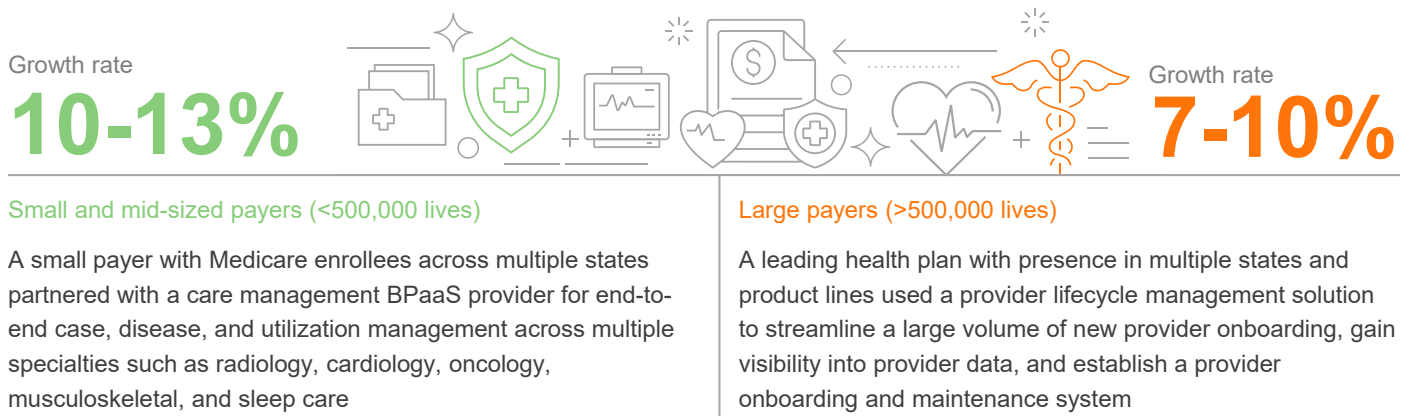 Growth rate
10-13%
$
Growth rate
7-10%
Small and mid-sized payers (<500,000 lives)
A small payer with Medicare enrollees across multiple states
partnered with a care management BPaaS provider for end-to-
end case, disease, and utilization management across multiple
specialties such as radiology, cardiology, oncology,
musculoskeletal, and sleep care
Large payers (>500,000 lives)
A leading health plan with presence in multiple states and
product lines used a provider lifecycle management solution
to streamline a large volume of new provider onboarding, gain
visibility into provider data, and establish a provider
onboarding and maintenance system